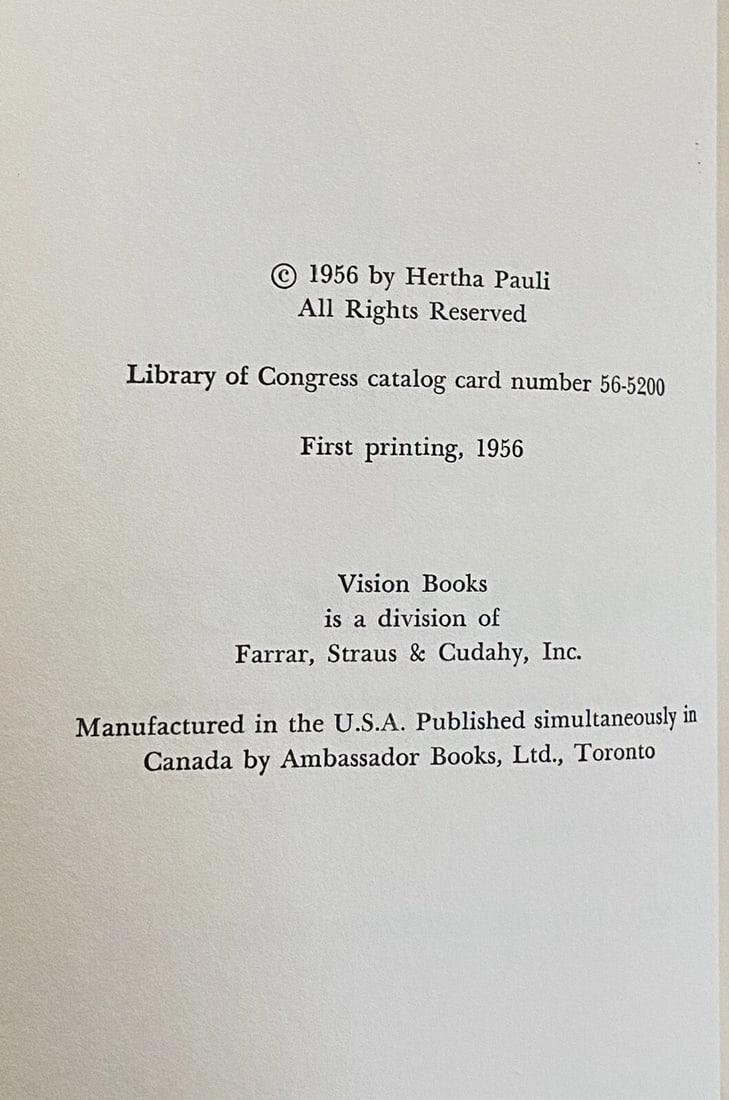 © 1956 by Hertha Pauli
All Rights Reserved
Library of Congress catalog card number 56-5200
First printing, 1956
Vision Books
is a division of
Farrar, Straus & Cudahy, Inc.
Manufactured in the U.S.A. Published simultaneously in
Canada by Ambassador Books, Ltd., Toronto